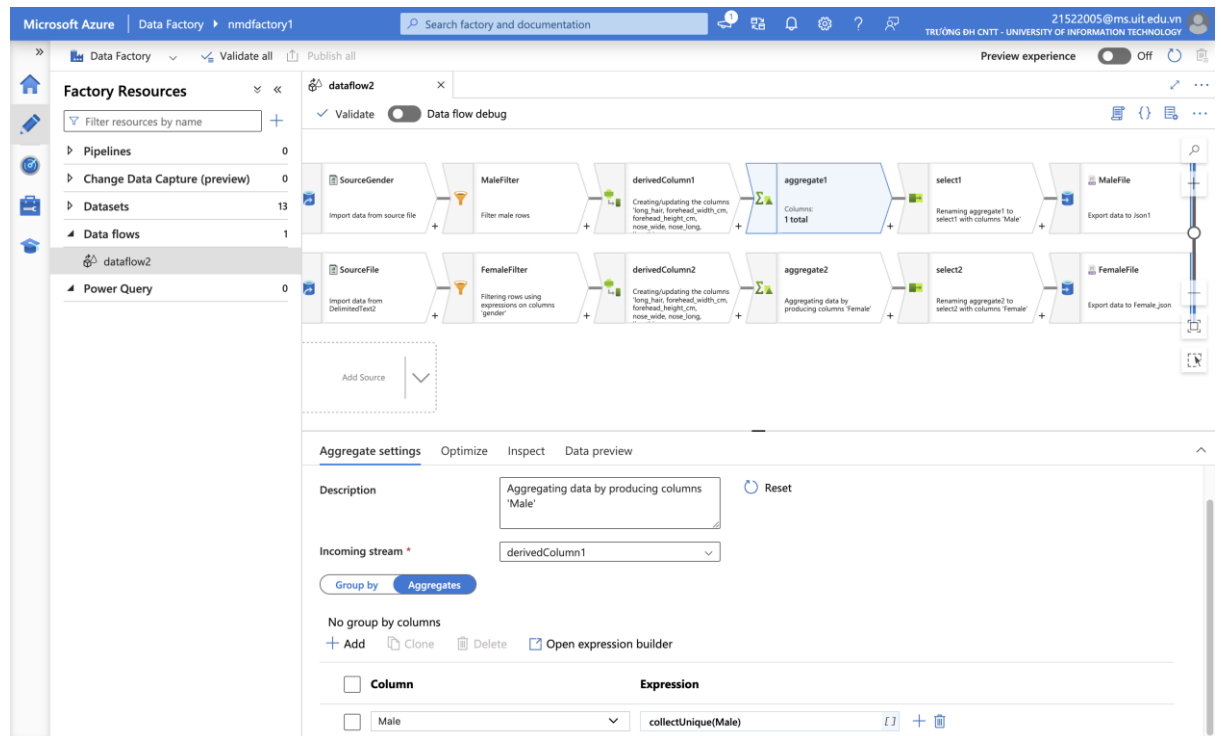 Microsoft Azure | Data Factory ▸ nmdfactory1
Search factory and documentation
1
21522005@ms.uit.edu.vn
TRƯỜNG ĐH CNTT - UNIVERSITY OF INFORMATION TECHNOLOGY
Data Factory
Validate all
Publish all
Preview experience
Off
Factory Resources
Filter resources by name
Pipelines 0
Change Data Capture (preview) 0
Datasets 13
Data flows 1
dataflow2
Power Query 0
dataflow2
Validate
Data flow debug
SourceGender
Import data from source file
MaleFilter
Filter male rows
derivedColumn1
Creating/updating the columns
'long_hair, forehead_width_cm,
forehead_height_cm,
nose_wide, nose_long,
aggregate1
Columns:
1 total
select1
Renaming aggregate1 to
select1 with columns 'Male'
MaleFile
Export data to Json1
SourceFile
Import data from
DelimitedText2
FemaleFilter
Filtering rows using
expressions on columns
'gender'
derivedColumn2
Creating/updating the columns
'long_hair, forehead_width_cm,
forehead_height_cm,
nose_wide, nose_long,
aggregate2
Aggregating data by
producing columns 'Female'
select2
Renaming aggregate2 to
select2 with columns 'Female'
FemaleFile
Export data to Female_json
Add Source
Aggregate settings
Optimize
Inspect
Data preview
Description
Aggregating data by producing columns
'Male'
Reset
Incoming stream *
derivedColumn1
Group by
Aggregates
No group by columns
Add
Clone
Delete
Open expression builder
Column
Expression
Male
collectUnique(Male)